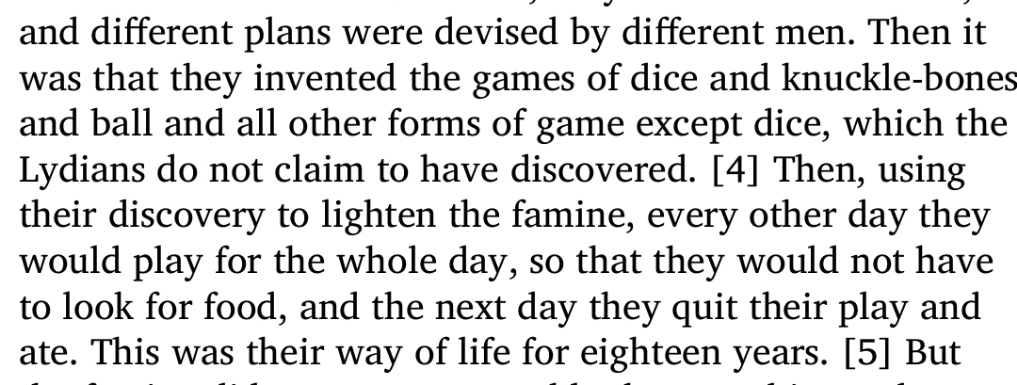 and different plans were devised by different men. Then it
was that they invented the games of dice and knuckle-bones
and ball and all other forms of game except dice, which the
Lydians do not claim to have discovered. [4] Then, using
their discovery to lighten the famine, every other day they
would play for the whole day, so that they would not have
to look for food, and the next day they quit their play and
ate. This was their way of life for eighteen years. [5] But